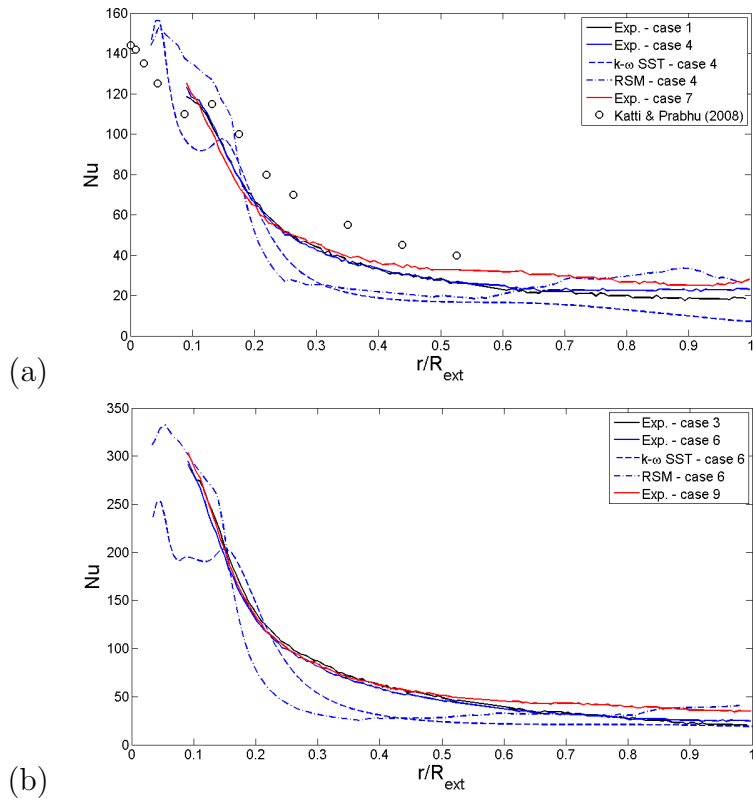 160
140
120
100
80
60
40
20
0
Nu
0
0.1
0.2
0.3
0.4
0.5
0.6
0.7
0.8
0.9
1
r/R_ext
Exp. - case 1
Exp. - case 4
k-ω SST - case 4
RSM - case 4
Exp. - case 7
Katti & Prabhu (2008)
(a)
350
300
250
200
150
100
50
0
Nu
0
0.1
0.2
0.3
0.4
0.5
0.6
0.7
0.8
0.9
1
r/R_ext
Exp. - case 3
Exp. - case 6
k-ω SST - case 6
RSM - case 6
Exp. - case 9
(b)